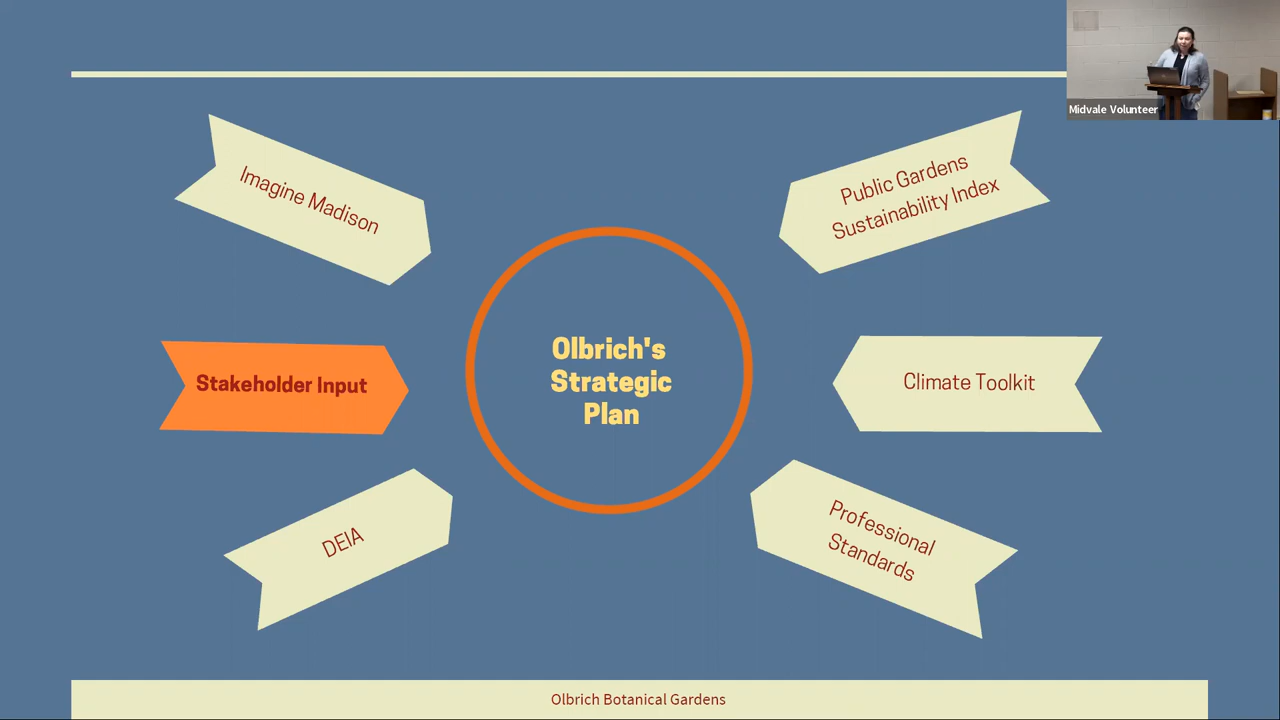 Midvale Volunteer
Imagine Madison
Public Gardens
Sustainability Index
Olbrich's
Strategic
Plan
Stakeholder Input
Climate Toolkit
DEIA
Professional
Standards
Olbrich Botanical Gardens